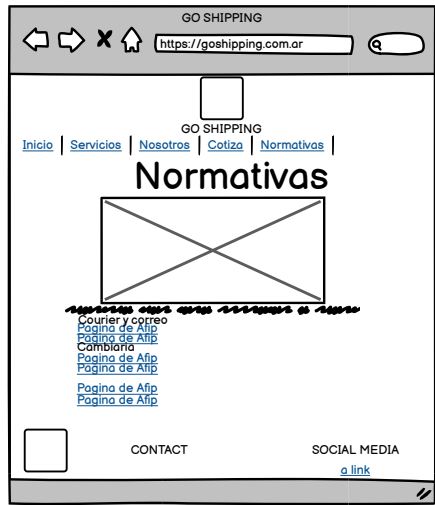 GO SHIPPING
https://goshipping.com.ar
GO SHIPPING
Inicio | Servicios | Nosotros | Cotiza | Normativas |
Normativas
Courier y correo
Pagina de Afip
Pagina de Afip
Cambiaria
Pagina de Afip
Pagina de Afip
Pagina de Afip
Pagina de Afip
CONTACT
SOCIAL MEDIA
a link